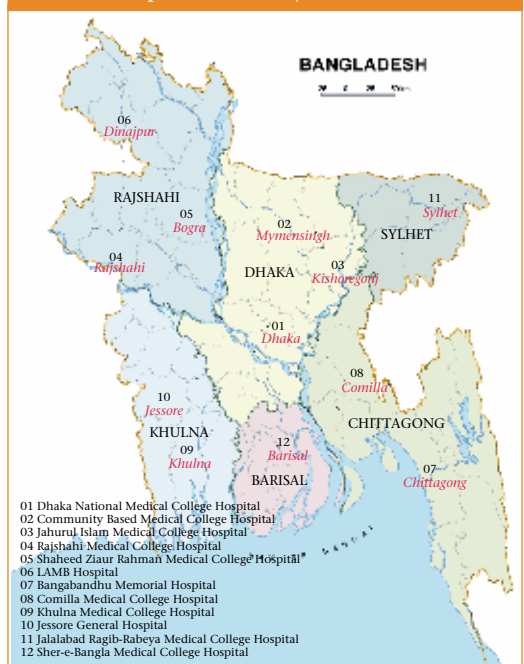 BANGLADESH
06
Dinajpur
RAJSHAHI
05
Bogra
04
Rajshahi
02
Mymensingh
11
Sylhet
SYLHET
DHAKA
03
Kishoregonj
01
Dhaka
08
Comilla
10
Jessore
KHULNA
09
Khulna
CHITTAGONG
12
Barisal
BARISAL
07
Chittagong
01 Dhaka National Medical College Hospital
02 Community Based Medical College Hospital
03 Jahurul Islam Medical College Hospital
04 Rajshahi Medical College Hospital
05 Shaheed Ziaur Rahman Medical College Hospital
06 LAMB Hospital
07 Bangabandhu Memorial Hospital
08 Comilla Medical College Hospital
09 Khulna Medical College Hospital
10 Jessore General Hospital
11 Jalalabad Ragib-Rabeya Medical College Hospital
12 Sher-e-Bangla Medical College Hospital